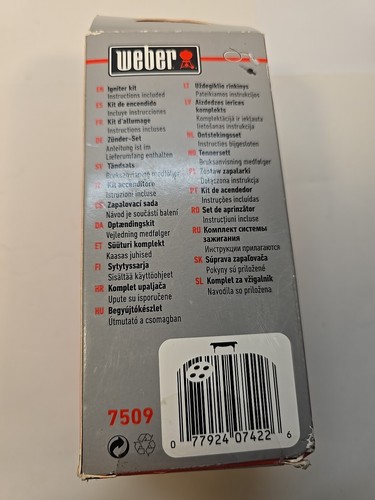 weber
EN Igniter kit
Instructions included
ES Kit de encendido
Incluye instrucciones
FR Kit d'allumage
Instructions incluses
DE Zünder-Set
Anleitung ist im
Lieferumfang enthalten
Tändsats
Bruksanvisning medföljer
IT Kit accenditore
Istruzioni incluse
CS Zapalovací sada
Návod je součástí balení
DA Optændingskit
Vejledning medfølger
ET Süüturi komplekt
Kaasas juhised
FI Sytytyssarja
Sisältää käyttöohjeet
HR Komplet upaljača
Upute su isporučene
HU Begyújtókészlet
Útmutató a csomagban
LT Uždegiklio rinkinys
Pateikiamos instrukcijos
LV Aizdedzes ierīces
komplekts
Komplektācijā ir iekļauta
lietošanas instrukcija
NL Ontstekingsset
Instructies bijgesloten
NO Tennersett
Bruksanvisning medfølger
PL Zestaw zapalarki
Dołączona instrukcja
PT Kit de acendedor
Instruções incluídas
RO Set de aprinzător
Instrucţiuni incluse
RU Комплект системы
зажигания
Инструкции прилагаются
SK Súprava zapaľovača
Pokyny sú priložené
SL Komplet za vžigalnik
Navodila so priložena.
7509
0 77924 07422 6